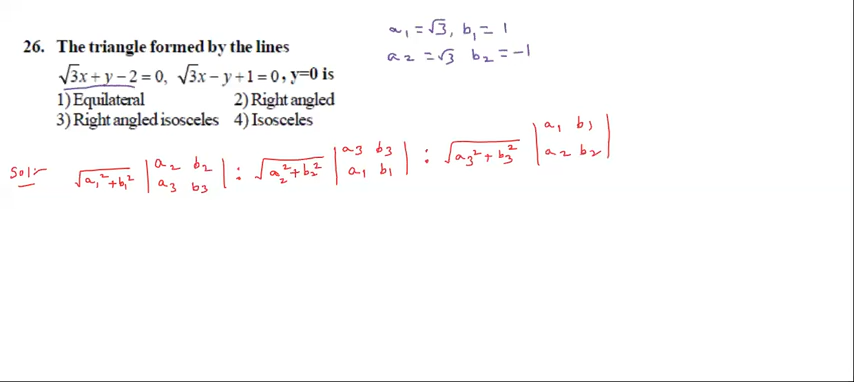 a₁ = √3, b₁ = 1
26. The triangle formed by the lines
a₂ = √3 b₂ = −1
√3x + y − 2 = 0, √3x − y + 1 = 0, y=0 is
1) Equilateral 2) Right angled
3) Right angled isosceles 4) Isosceles
Sol:- √(a₁² + b₁²) |a₂ b₂; a₃ b₃| : √(a₂² + b₂²) |a₃ b₃; a₁ b₁| : √(a₃² + b₃²) |a₁ b₁; a₂ b₂|